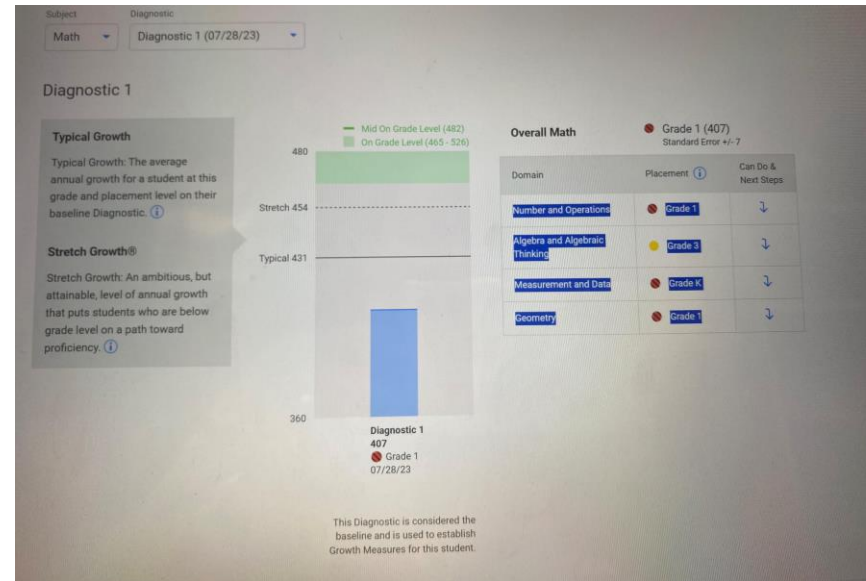 Subject
Diagnostic
Math
Diagnostic 1 (07/28/23)
Diagnostic 1
Typical Growth
Typical Growth: The average
annual growth for a student at this
grade and placement level on their
baseline Diagnostic.
Stretch Growth®
Stretch Growth: An ambitious, but
attainable, level of annual growth
that puts students who are below
grade level on a path toward
proficiency.
Mid On Grade Level (482)
On Grade Level (465 - 526)
480
Stretch 454
Typical 431
360
Diagnostic 1
407
Grade 1
07/28/23
This Diagnostic is considered the
baseline and is used to establish
Growth Measures for this student.
Overall Math
Grade 1 (407)
Standard Error +/- 7
Domain
Placement
Can Do &
Next Steps
Number and Operations
Grade 1
Algebra and Algebraic
Thinking
Grade 3
Measurement and Data
Grade K
Geometry
Grade 1